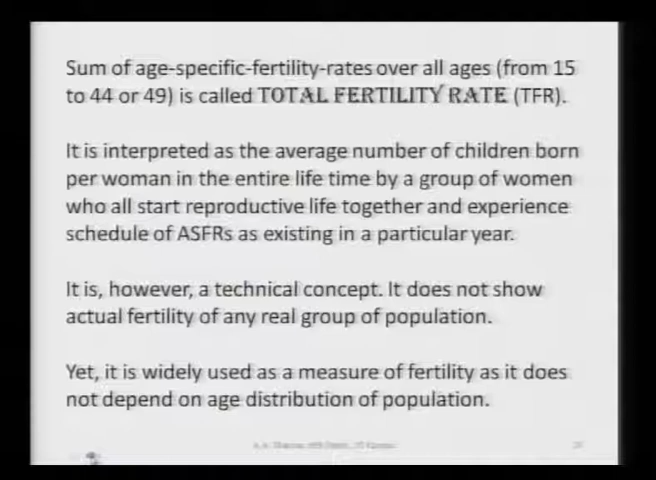 Sum of age-specific-fertility-rates over all ages (from 15
to 44 or 49) is called TOTAL FERTILITY RATE (TFR).
It is interpreted as the average number of children born
per woman in the entire life time by a group of women
who all start reproductive life together and experience
schedule of ASFRs as existing in a particular year.
It is, however, a technical concept. It does not show
actual fertility of any real group of population.
Yet, it is widely used as a measure of fertility as it does
not depend on age distribution of population.